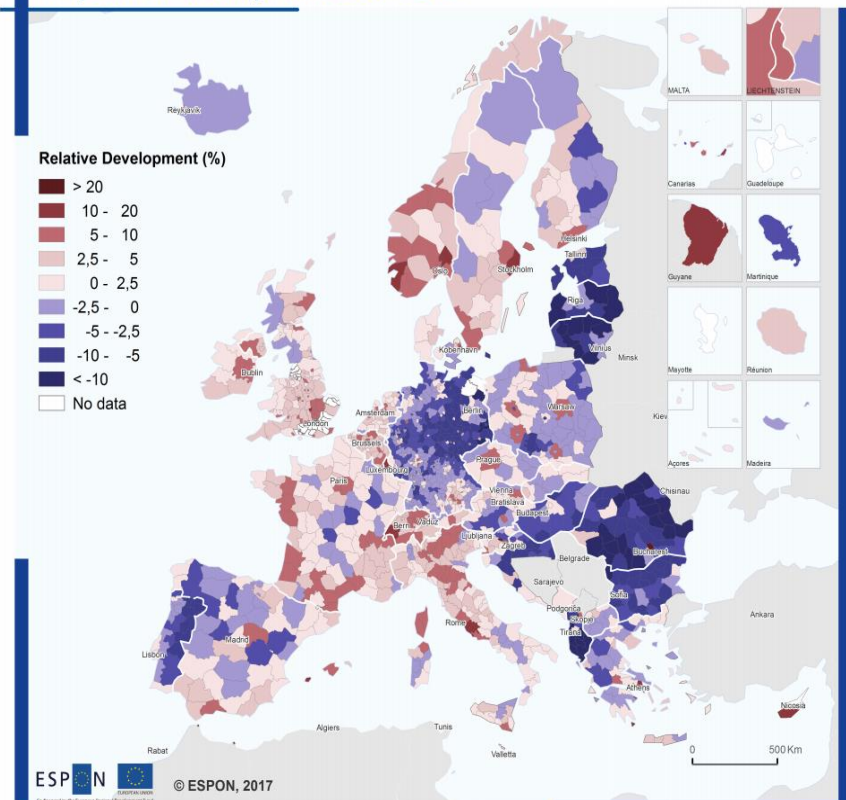 Reykjavik
Relative Development (%)
> 20
10 - 20
5 - 10
2,5 - 5
0 - 2,5
-2,5 - 0
-5 - -2,5
-10 - -5
< -10
No data
MALTA
LIECHTENSTEIN
Canarias
Guadeloupe
Guyane
Martinique
Mayotte
Réunion
Açores
Madeira
Helsinki
Tallinn
Oslo
Stockholm
Riga
København
Vilnius
Minsk
Dublin
Amsterdam
Berlin
Warsaw
London
Kiev
Brussels
Luxembourg
Prague
Paris
Vienna
Bratislava
Chisinau
Budapest
Bern
Vaduz
Ljubljana
Zagreb
Bucharest
Belgrade
Sarajevo
Sofia
Podgorica
Skopje
Ankara
Rome
Tirana
Madrid
Lisbon
Athens
Nicosia
Algiers
Tunis
Rabat
Valletta
0 500 Km
ESPON
EUROPEAN UNION
© ESPON, 2017